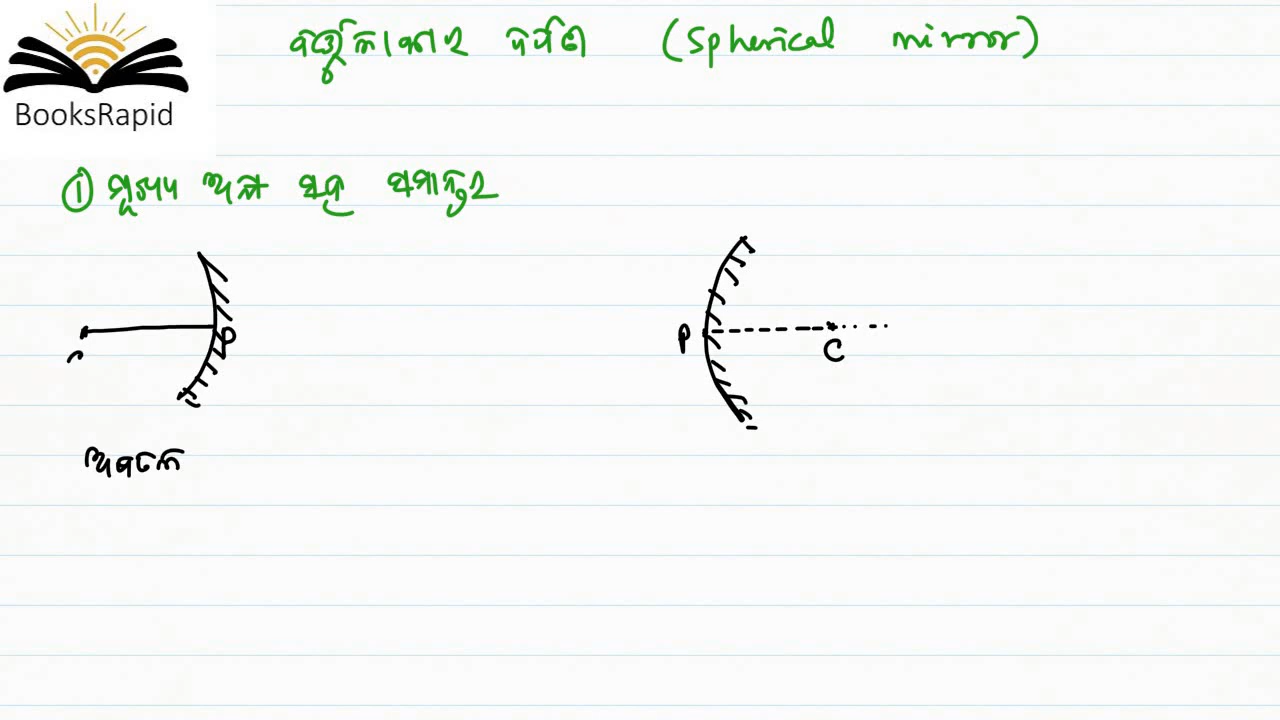 ବର୍ତ୍ତୁଳାକାର ଦର୍ପଣ (Spherical mirror)
BooksRapid
① ମୁଖ୍ୟ ଅକ୍ଷ ସହ ସମାନ୍ତର
P
P
C
ଅବତଳ